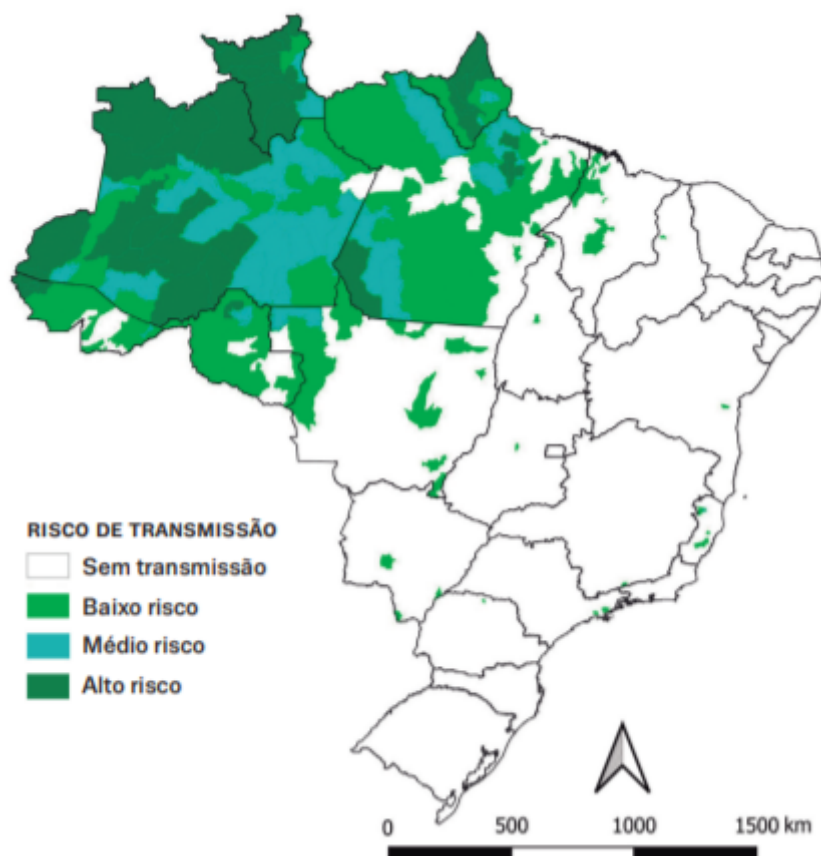 RISCO DE TRANSMISSÃO
Sem transmissão
Baixo risco
Médio risco
Alto risco
0 500 1000 1500 km